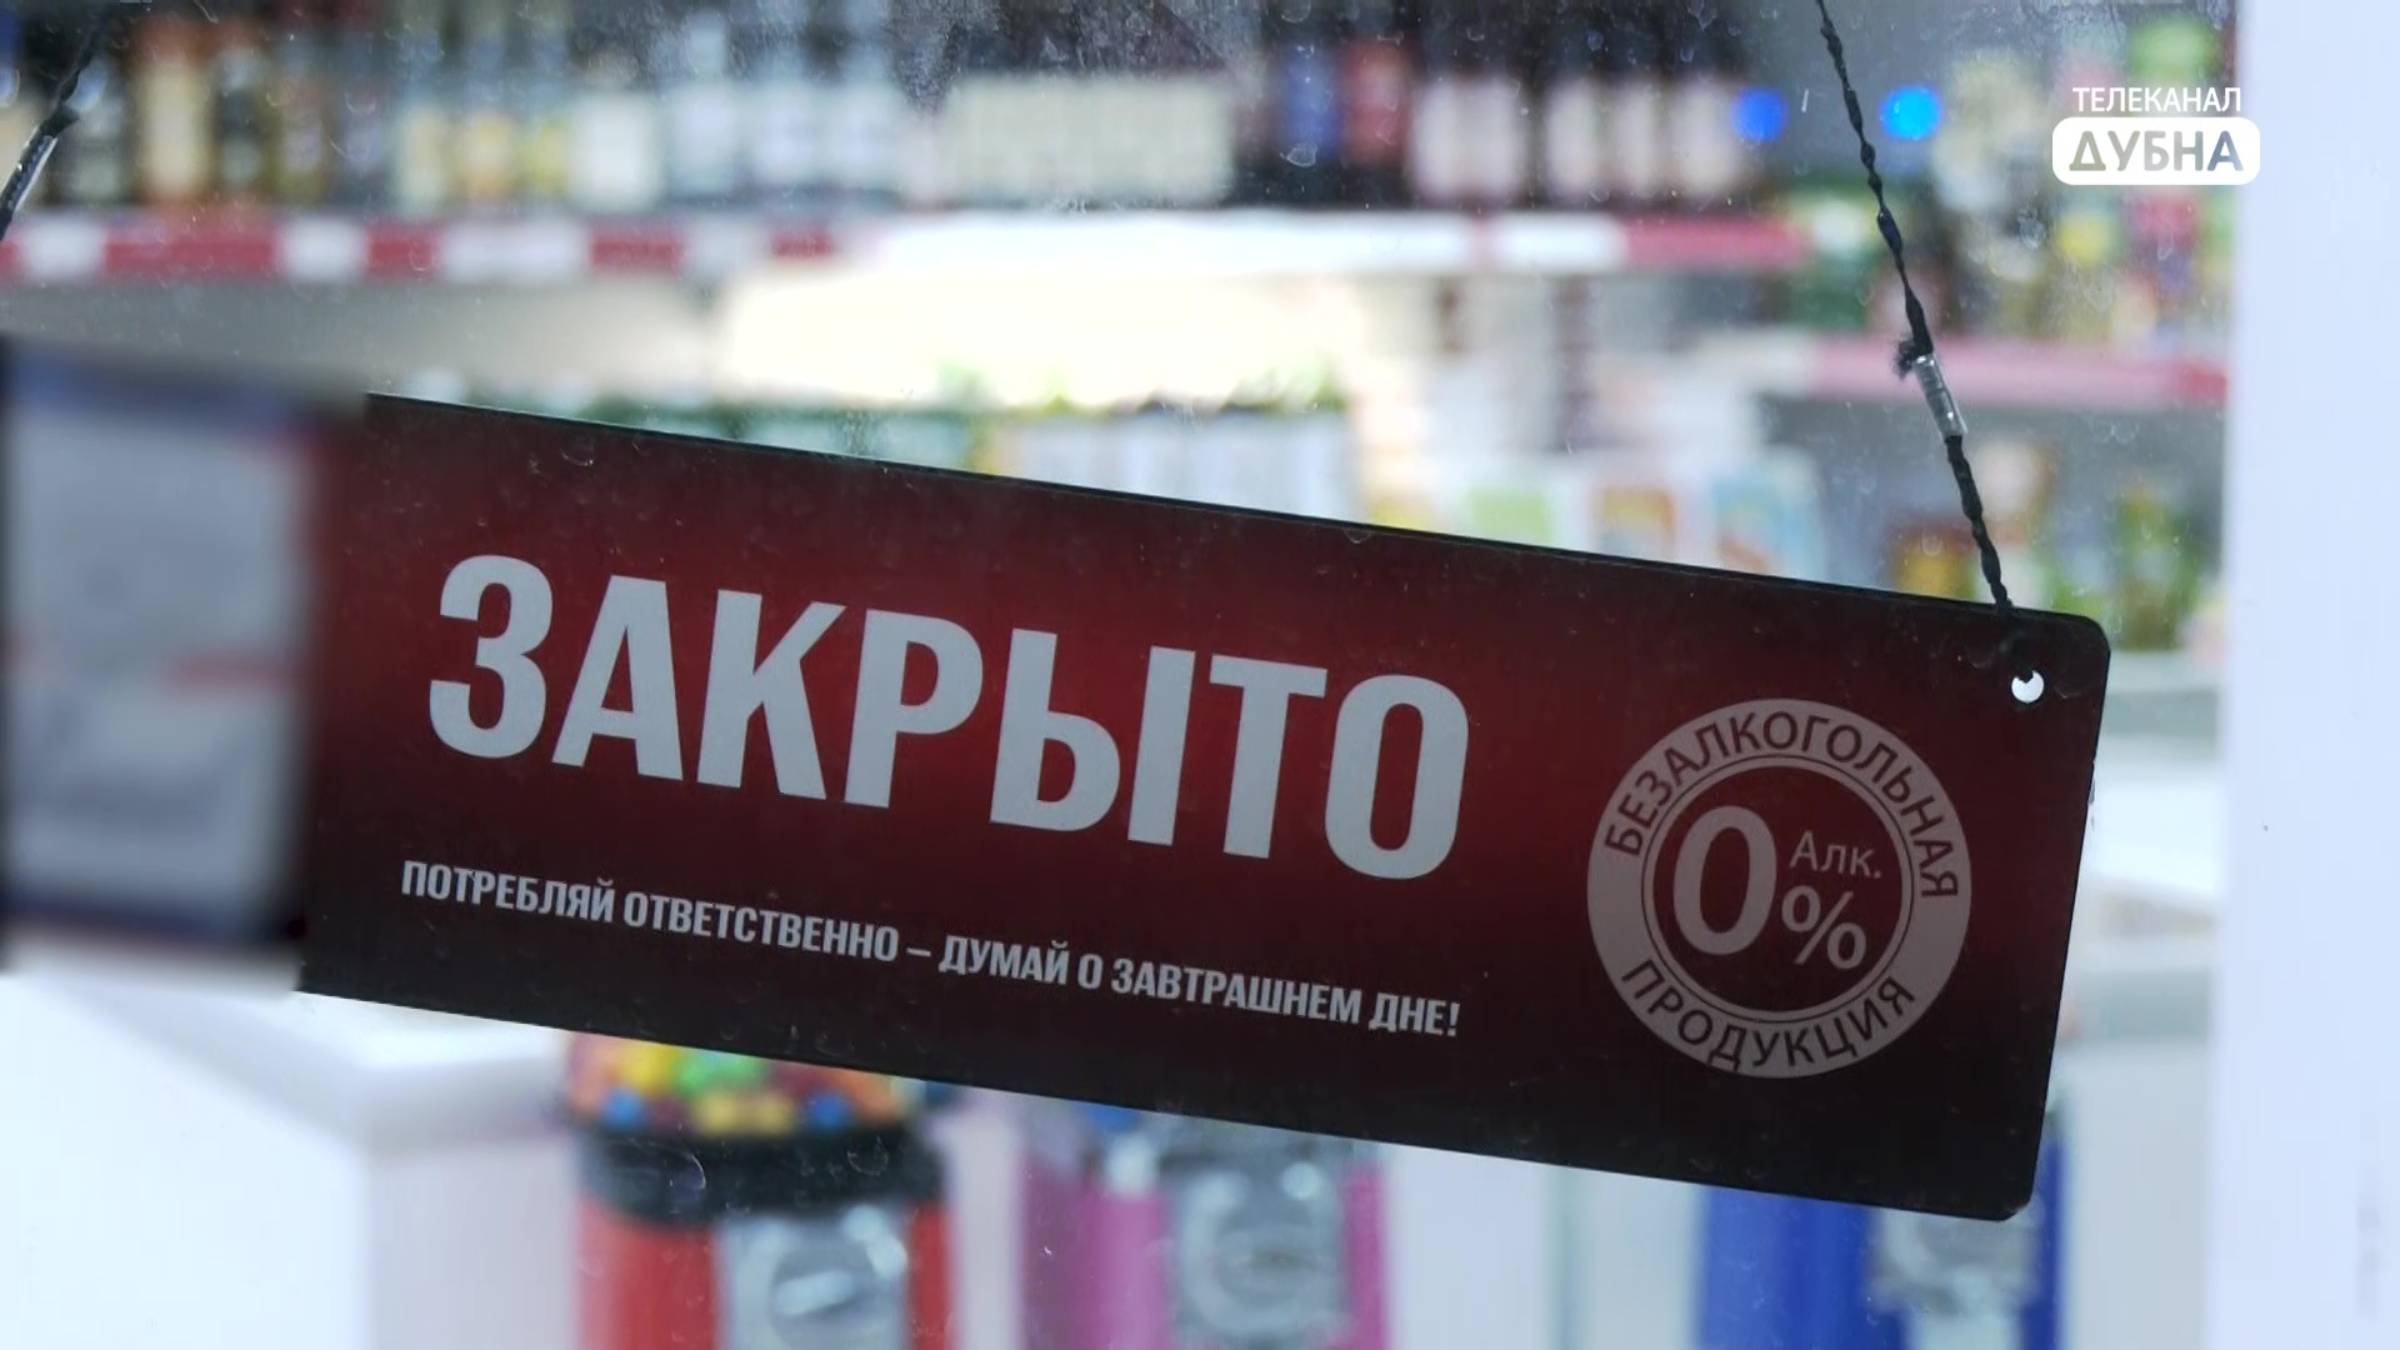 ТЕЛЕКАНАЛ
ДУБНА
ЗАКРЫТО
ПОТРЕБЛЯЙ ОТВЕТСТВЕННО – ДУМАЙ О ЗАВТРАШНЕМ ДНЕ!
БЕЗАЛКОГОЛЬНАЯ
0 Алк.
%
ПРОДУКЦИЯ